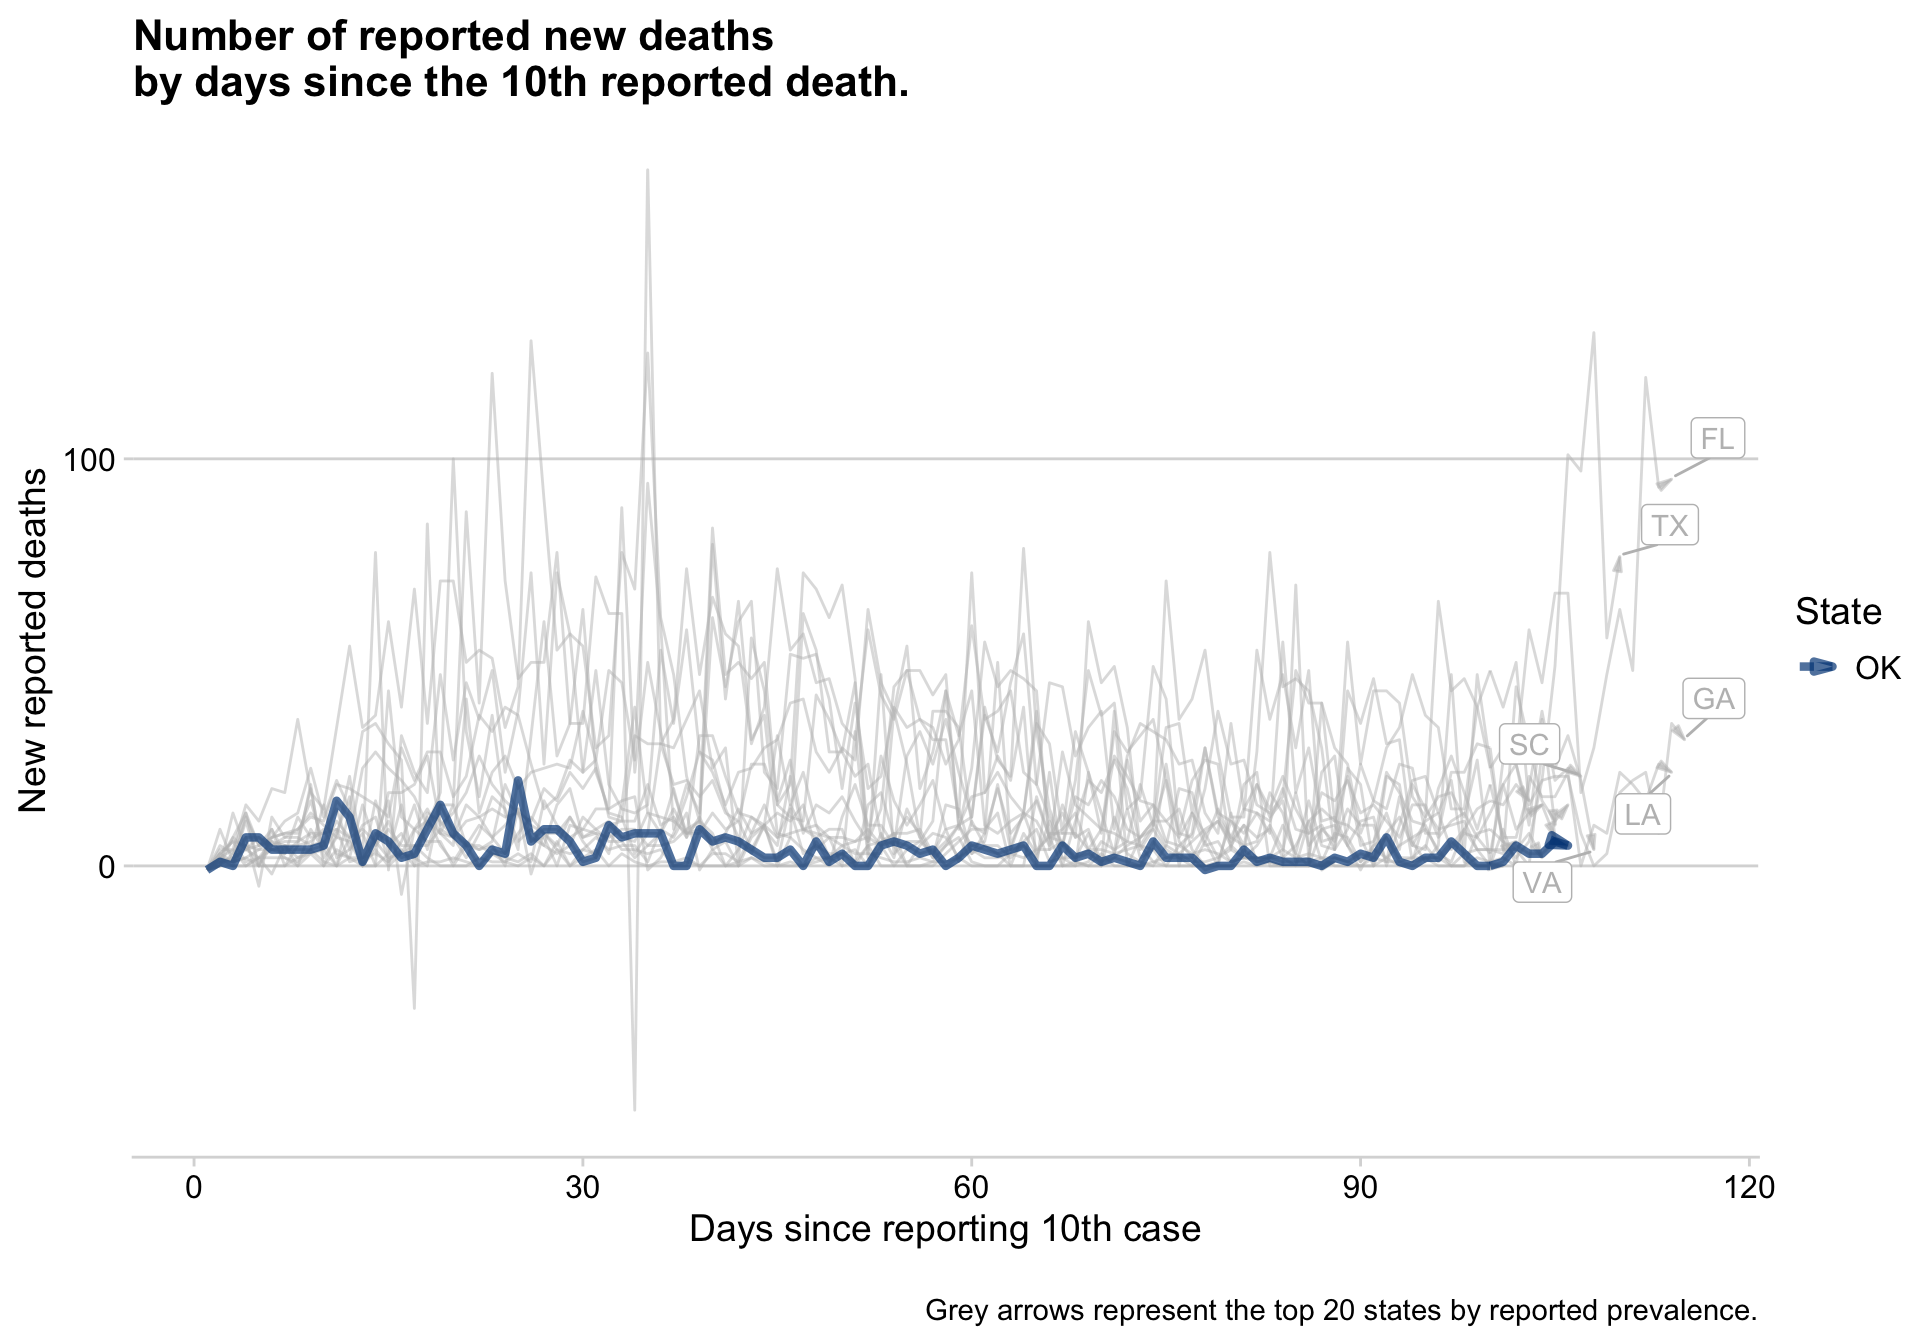 Number of reported new deaths
by days since the 10th reported death.
New reported deaths
100
0
FL
TX
GA
SC
LA
VA
State
OK
0
30
60
90
120
Days since reporting 10th case
Grey arrows represent the top 20 states by reported prevalence.